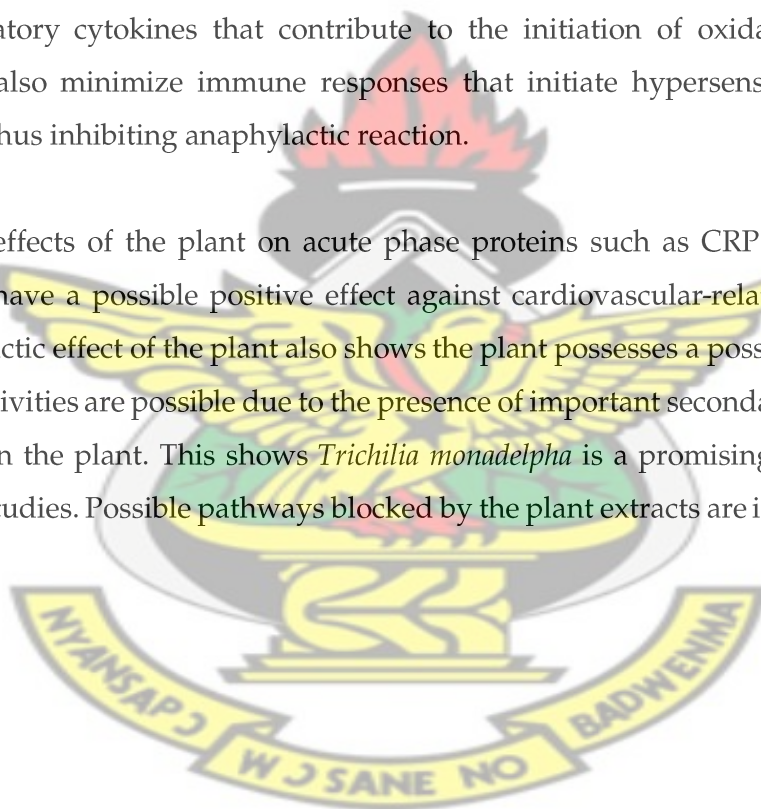 atory cytokines that contribute to the initiation of oxida
also minimize immune responses that initiate hypersens
hus inhibiting anaphylactic reaction.
effects of the plant on acute phase proteins such as CRP
have a possible positive effect against cardiovascular-rela
ctic effect of the plant also shows the plant possesses a poss
ivities are possible due to the presence of important seconda
n the plant. This shows Trichilia monadelpha is a promising
tudies. Possible pathways blocked by the plant extracts are i
NYANSAPƆ WƆSANE NO BADWENMA